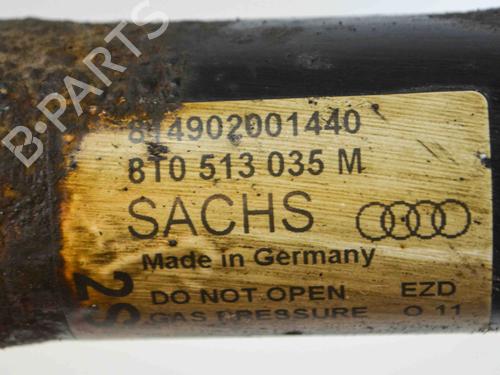 B-PARTS
814902001440
8T0 513 035 M
SACHS
Made in Germany
DO NOT OPEN EZD
GAS PRESSURE O 11